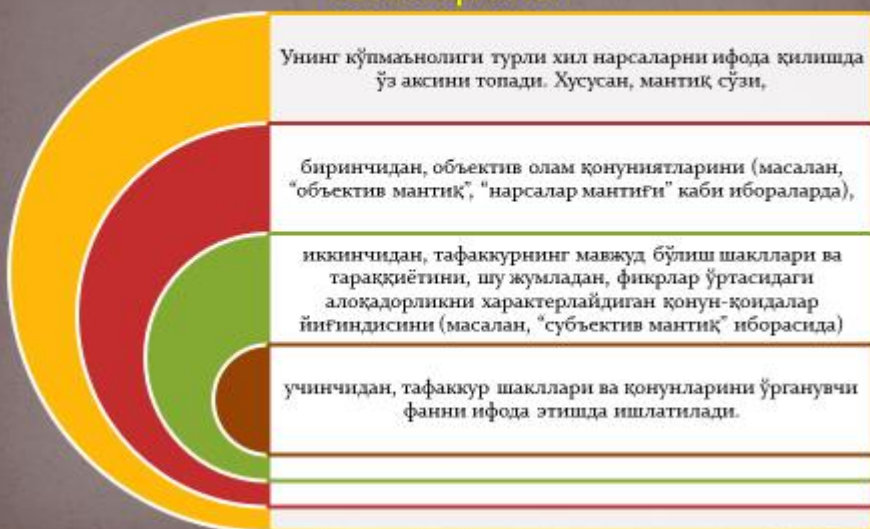 Унинг кўпмаънолиги турли хил нарсаларни ифода қилишда
ўз аксини топади. Хусусан, мантиқ сўзи,
биринчидан, объектив олам қонуниятларини (масалан,
“объектив мантиқ”, “нарсалар мантиғи” каби ибораларда),
иккинчидан, тафаккурнинг мавжуд бўлиш шакллари ва
тараққиётини, шу жумладан, фикрлар ўртасидаги
алоқадорликни характерлайдиган қонун-қоидалар
йиғиндисини (масалан, “субъектив мантиқ” иборасида)
учинчидан, тафаккур шакллари ва қонунларини ўрганувчи
фанни ифода этишда ишлатилади.